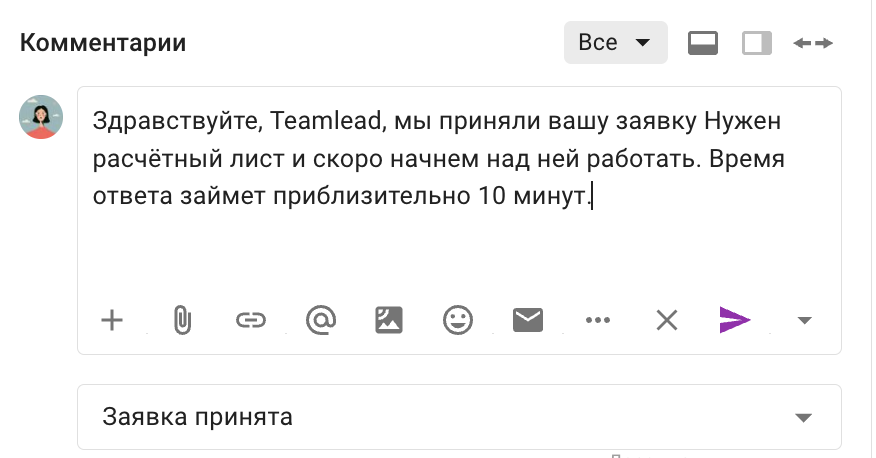 Комментарии
Все
Здравствуйте, Teamlead, мы приняли вашу заявку Нужен
расчётный лист и скоро начнем над ней работать. Время
ответа займет приблизительно 10 минут.
Заявка принята